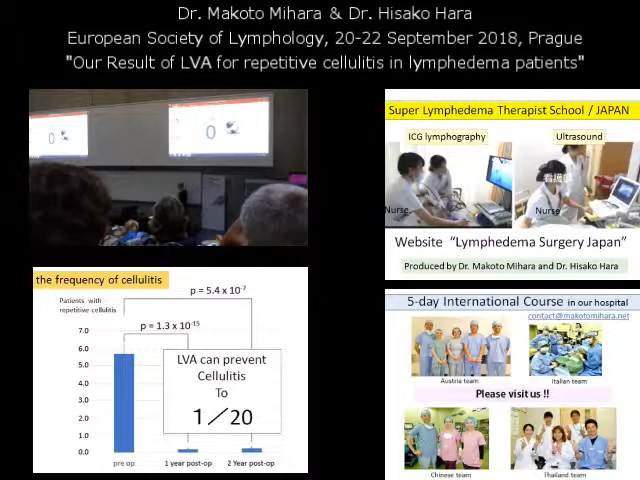 Dr. Makoto Mihara & Dr. Hisako Hara
European Society of Lymphology, 20-22 September 2018, Prague
"Our Result of LVA for repetitive cellulitis in lymphedema patients"
0
the frequency of cellulitis
Patients with
repetitive cellulitis
p = 5.4 x 10-7
p = 1.3 x 10-15
7.0
6.0
5.0
4.0
3.0
2.0
1.0
0.0
LVA can prevent
Cellulitis
To
1／20
pre op
1 year post-op
2 Year post-op
Super Lymphedema Therapist School / JAPAN
ICG lymphography
Ultrasound
看護師
Nurse
Nurse
Website “Lymphedema Surgery Japan”
Produced by Dr. Makoto Mihara and Dr. Hisako Hara
5-day International Course in our hospital
contact@makotomihara.net
Austria team
Italian team
Please visit us !!
Chinese team
Thailand team